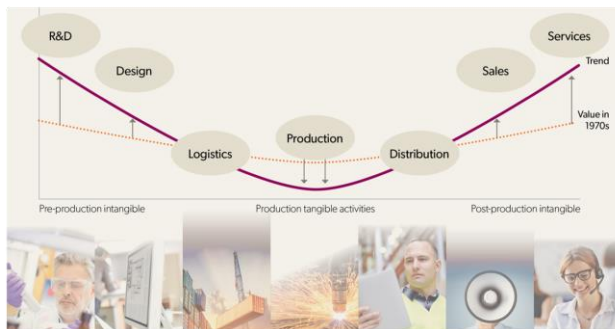 R&D
Services
Design
Sales
Trend
Value in
1970s
Production
Logistics
Distribution
Pre-production intangible
Production tangible activities
Post-production intangible